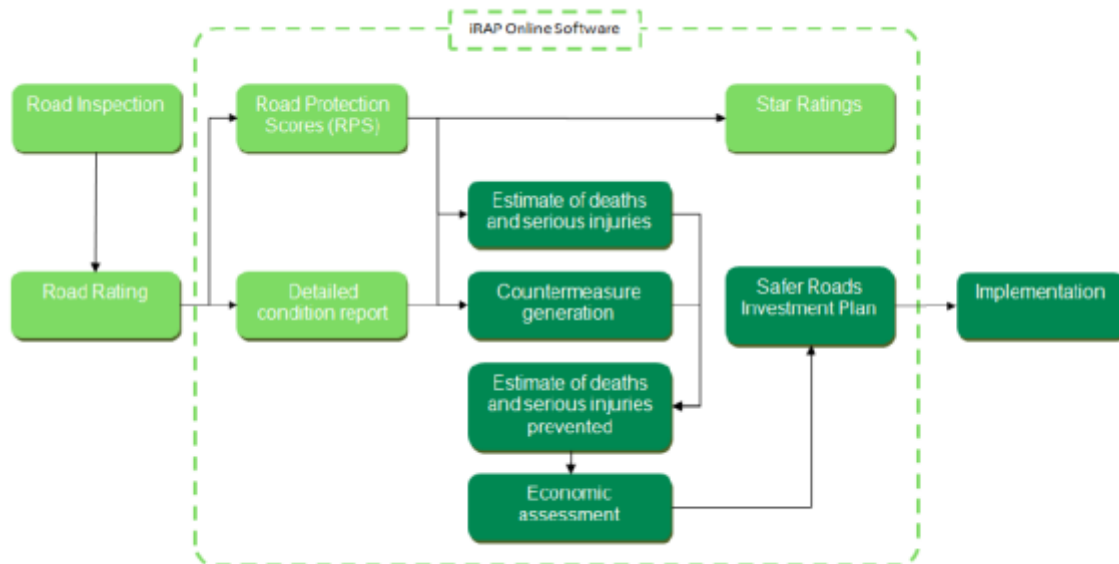 iRAP Online Software
Road Inspection
Road Protection
Scores (RPS)
Star Ratings
Estimate of deaths
and serious injuries
Road Rating
Detailed
condition report
Countermeasure
generation
Safer Roads
Investment Plan
Implementation
Estimate of deaths
and serious injuries
prevented
Economic
assessment